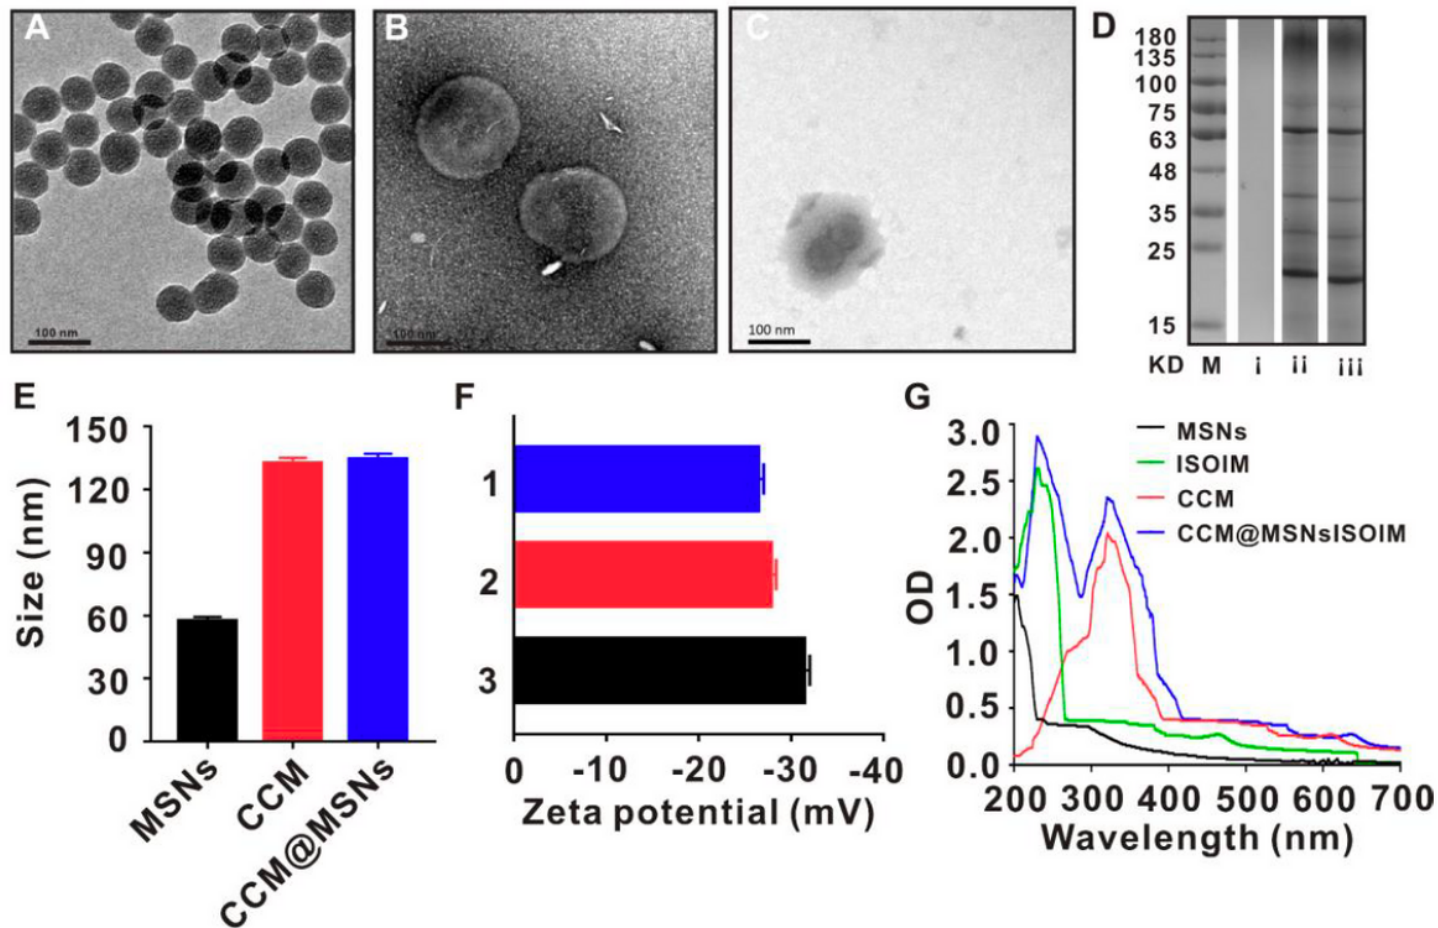 A
100 nm
B
100 nm
C
100 nm
D
180
135
100
75
63
48
35
25
15
KD M i ii iii
E
150
120
90
60
30
0
Size (nm)
MSNs
CCM
CCM@MSNs
F
1
2
3
0 -10 -20 -30 -40
Zeta potential (mV)
G
3.0
2.5
2.0
1.5
1.0
0.5
0.0
OD
MSNs
ISOIM
CCM
CCM@MSNsISOIM
200 300 400 500 600 700
Wavelength (nm)